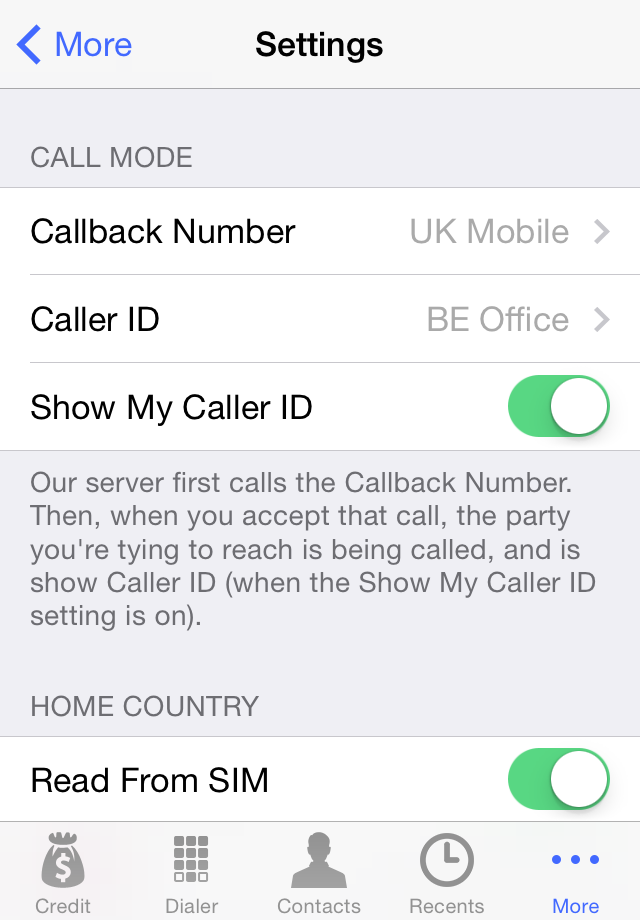 More
Settings
CALL MODE
Callback Number
UK Mobile
Caller ID
BE Office
Show My Caller ID
Our server first calls the Callback Number.
Then, when you accept that call, the party
you're tying to reach is being called, and is
show Caller ID (when the Show My Caller ID
setting is on).
HOME COUNTRY
Read From SIM
$
Credit
Dialer
Contacts
Recents
More